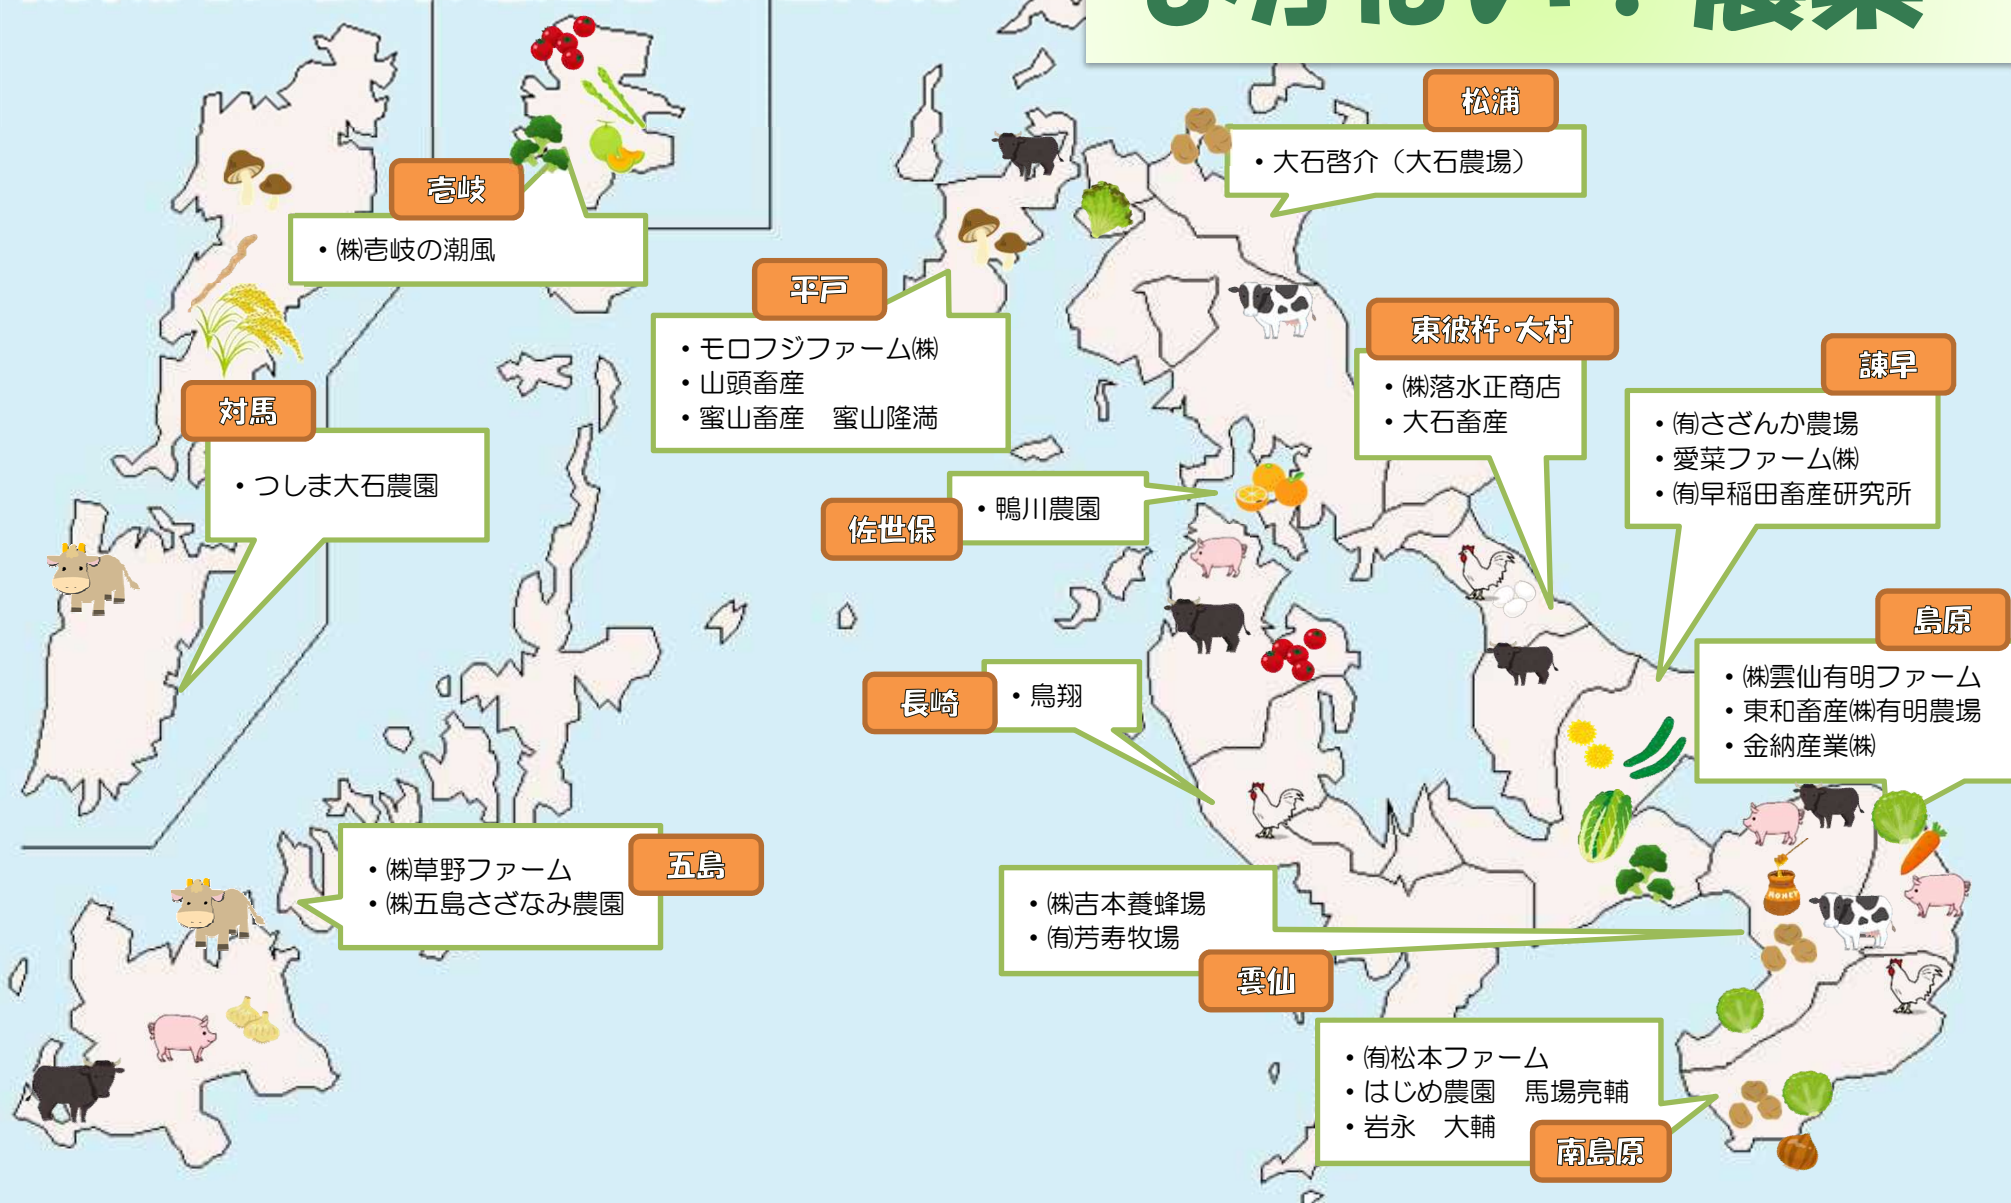 松浦
・大石啓介（大石農場）
壱岐
・㈱壱岐の潮風
平戸
・モロフジファーム㈱
・山頭畜産
・蜜山畜産　蜜山隆満
東彼杵・大村
・㈱落水正商店
・大石畜産
諫早
・㈲さざんか農場
・愛菜ファーム㈱
・㈲早稲田畜産研究所
対馬
・つしま大石農園
佐世保
・鴨川農園
島原
・㈱雲仙有明ファーム
・東和畜産㈱有明農場
・金納産業㈱
長崎
・鳥翔
五島
・㈱草野ファーム
・㈱五島さざなみ農園
HONEY
・㈱吉本養蜂場
・㈲芳寿牧場
雲仙
・㈲松本ファーム
・はじめ農園　馬場亮輔
・岩永　大輔
南島原